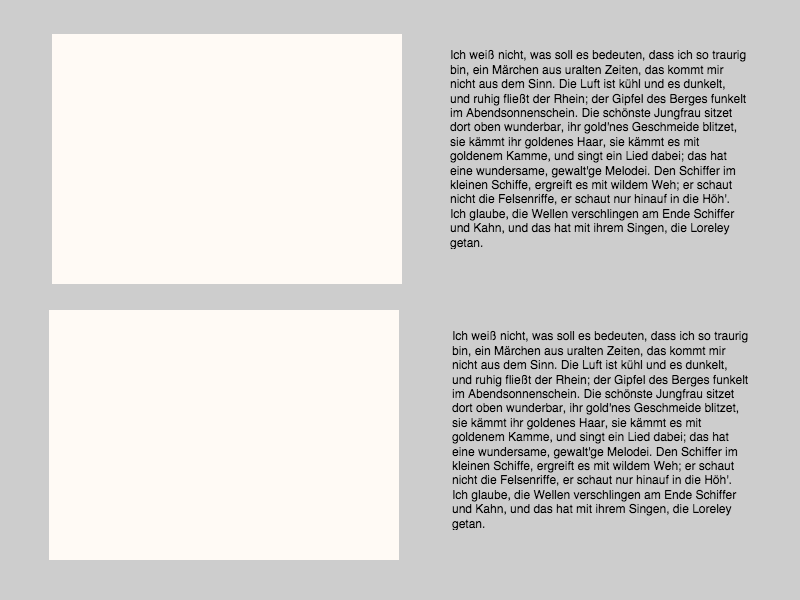 Ich weiß nicht, was soll es bedeuten, dass ich so traurig
bin, ein Märchen aus uralten Zeiten, das kommt mir
nicht aus dem Sinn. Die Luft ist kühl und es dunkelt,
und ruhig fließt der Rhein; der Gipfel des Berges funkelt
im Abendsonnenschein. Die schönste Jungfrau sitzet
dort oben wunderbar, ihr gold'nes Geschmeide blitzet,
sie kämmt ihr goldenes Haar, sie kämmt es mit
goldenem Kamme, und singt ein Lied dabei; das hat
eine wundersame, gewalt'ge Melodei. Den Schiffer im
kleinen Schiffe, ergreift es mit wildem Weh; er schaut
nicht die Felsenriffe, er schaut nur hinauf in die Höh'.
Ich glaube, die Wellen verschlingen am Ende Schiffer
und Kahn, und das hat mit ihrem Singen, die Loreley
getan.
Ich weiß nicht, was soll es bedeuten, dass ich so traurig
bin, ein Märchen aus uralten Zeiten, das kommt mir
nicht aus dem Sinn. Die Luft ist kühl und es dunkelt,
und ruhig fließt der Rhein; der Gipfel des Berges funkelt
im Abendsonnenschein. Die schönste Jungfrau sitzet
dort oben wunderbar, ihr gold'nes Geschmeide blitzet,
sie kämmt ihr goldenes Haar, sie kämmt es mit
goldenem Kamme, und singt ein Lied dabei; das hat
eine wundersame, gewalt'ge Melodei. Den Schiffer im
kleinen Schiffe, ergreift es mit wildem Weh; er schaut
nicht die Felsenriffe, er schaut nur hinauf in die Höh'.
Ich glaube, die Wellen verschlingen am Ende Schiffer
und Kahn, und das hat mit ihrem Singen, die Loreley
getan.